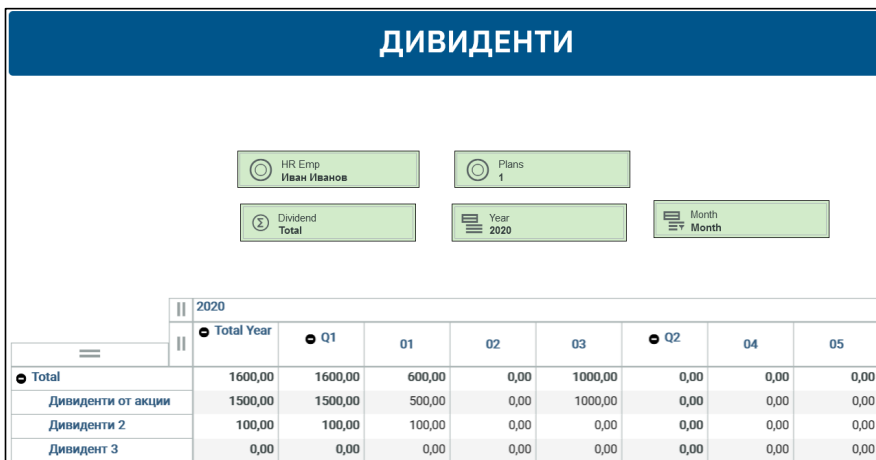 ДИВИДЕНТИ
HR Emp
Иван Иванов
Plans
1
Dividend
Total
Year
2020
Month
Month
2020
Total Year Q1 01 02 03 Q2 04 05
Total 1600,00 1600,00 600,00 0,00 1000,00 0,00 0,00 0,00
Дивиденти от акции 1500,00 1500,00 500,00 0,00 1000,00 0,00 0,00 0,00
Дивиденти 2 100,00 100,00 100,00 0,00 0,00 0,00 0,00 0,00
Дивидент 3 0,00 0,00 0,00 0,00 0,00 0,00 0,00 0,00